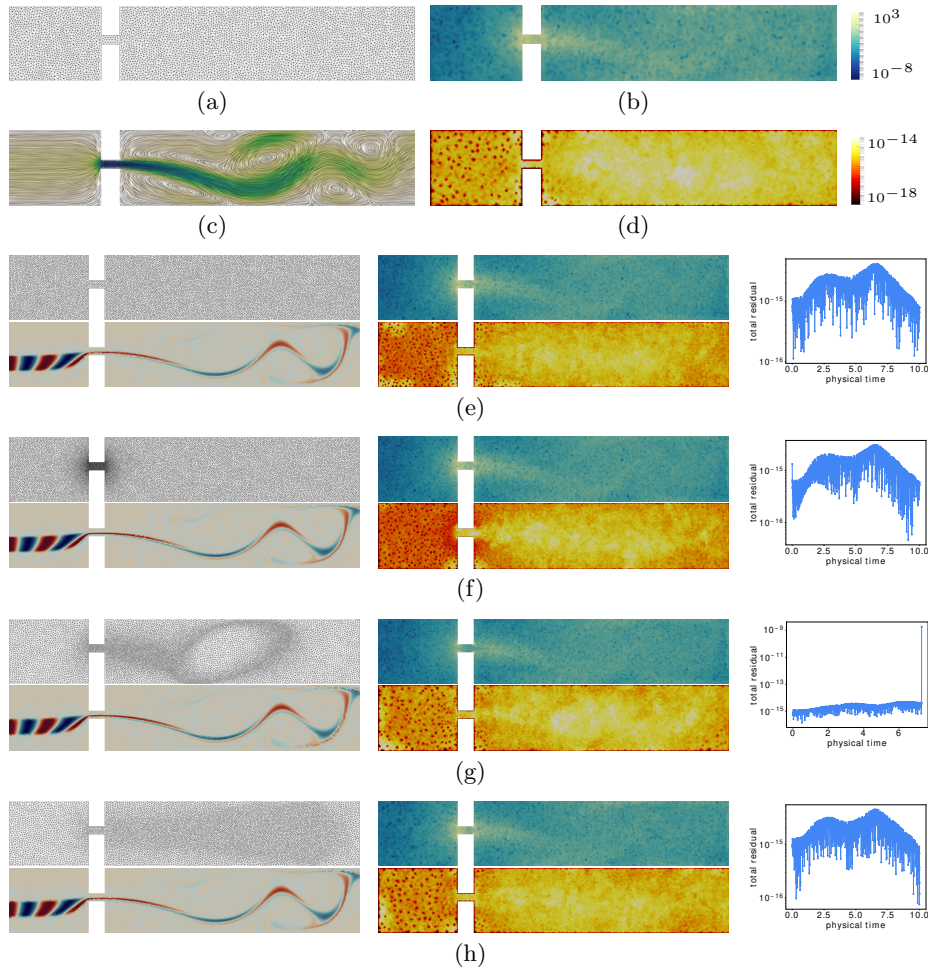 10^3
10^−8
(a)
(b)
10^−14
10^−18
(c)
(d)
total residual
10^−15
10^−16
0.0 2.5 5.0 7.5 10.0
physical time
(e)
total residual
10^−15
10^−16
0.0 2.5 5.0 7.5 10.0
physical time
(f)
total residual
10^−9
10^−11
10^−13
10^−15
0 2 4 6
physical time
(g)
total residual
10^−15
10^−16
0.0 2.5 5.0 7.5 10.0
physical time
(h)